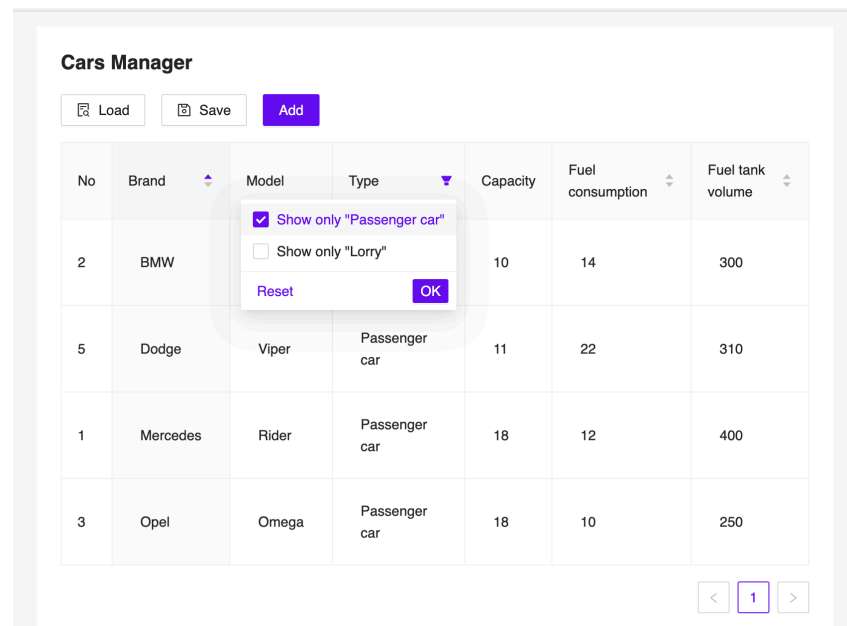 Cars Manager
Load Save Add
No Brand Model Type Capacity Fuel consumption Fuel tank volume
Show only "Passenger car"
Show only "Lorry"
Reset OK
2 BMW 10 14 300
5 Dodge Viper Passenger car 11 22 310
1 Mercedes Rider Passenger car 18 12 400
3 Opel Omega Passenger car 18 10 250
< 1 >